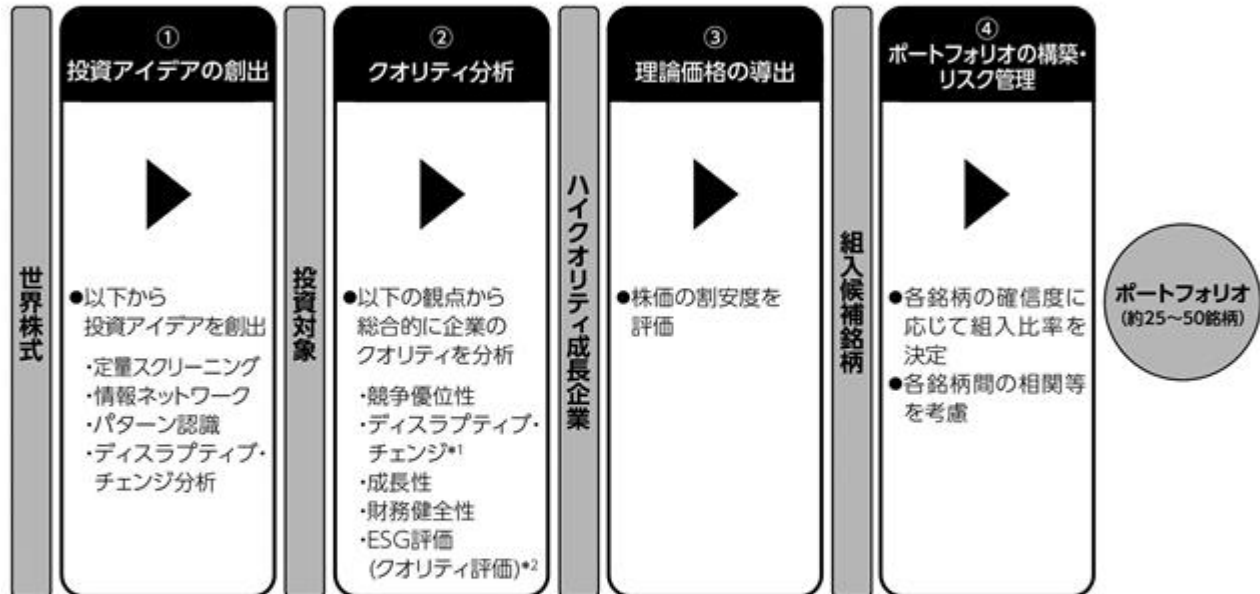 世界株式
①
投資アイデアの創出
●以下から
投資アイデアを創出
・定量スクリーニング
・情報ネットワーク
・パターン認識
・ディスラプティブ・
チェンジ分析
投資対象
②
クオリティ分析
●以下の観点から
総合的に企業の
クオリティを分析
・競争優位性
・ディスラプティブ・
チェンジ*1
・成長性
・財務健全性
・ESG評価
(クオリティ評価)*2
ハイクオリティ成長企業
③
理論価格の導出
●株価の割安度を
評価
組入候補銘柄
④
ポートフォリオの構築・
リスク管理
●各銘柄の確信度に
応じて組入比率を
決定
●各銘柄間の相関等
を考慮
ポートフォリオ
(約25~50銘柄)